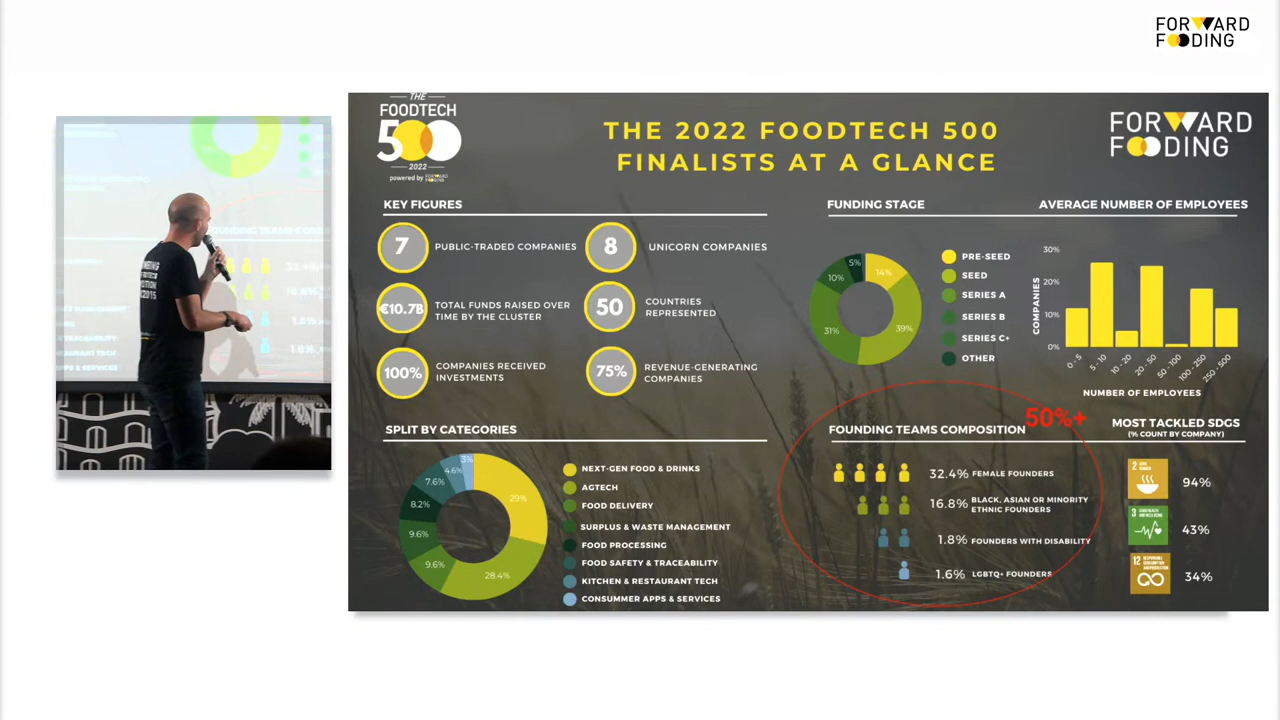 FORWARD
FOODING
THE
FOODTECH
500
2022
powered by FORWARD FOODING
THE 2022 FOODTECH 500
FINALISTS AT A GLANCE
FORWARD
FOODING
KEY FIGURES
7
PUBLIC-TRADED COMPANIES
8
UNICORN COMPANIES
€10.7B
TOTAL FUNDS RAISED OVER
TIME BY THE CLUSTER
50
COUNTRIES
REPRESENTED
100%
COMPANIES RECEIVED
INVESTMENTS
75%
REVENUE-GENERATING
COMPANIES
FUNDING STAGE
5%
14%
10%
31%
39%
PRE-SEED
SEED
SERIES A
SERIES B
SERIES C+
OTHER
AVERAGE NUMBER OF EMPLOYEES
COMPANIES
30%
20%
10%
0%
0 - 5
5 - 10
10 - 20
20 - 50
50 - 100
100 - 250
250 - 500
NUMBER OF EMPLOYEES
SPLIT BY CATEGORIES
3%
4.6%
7.6%
8.2%
9.6%
9.6%
28.4%
29%
NEXT-GEN FOOD & DRINKS
AGTECH
FOOD DELIVERY
SURPLUS & WASTE MANAGEMENT
FOOD PROCESSING
FOOD SAFETY & TRACEABILITY
KITCHEN & RESTAURANT TECH
CONSUMMER APPS & SERVICES
50%+
FOUNDING TEAMS COMPOSITION
32.4% FEMALE FOUNDERS
16.8% BLACK, ASIAN OR MINORITY
ETHNIC FOUNDERS
1.8% FOUNDERS WITH DISABILITY
1.6% LGBTQ+ FOUNDERS
MOST TACKLED SDGS
(% COUNT BY COMPANY)
2
94%
3
43%
12
34%